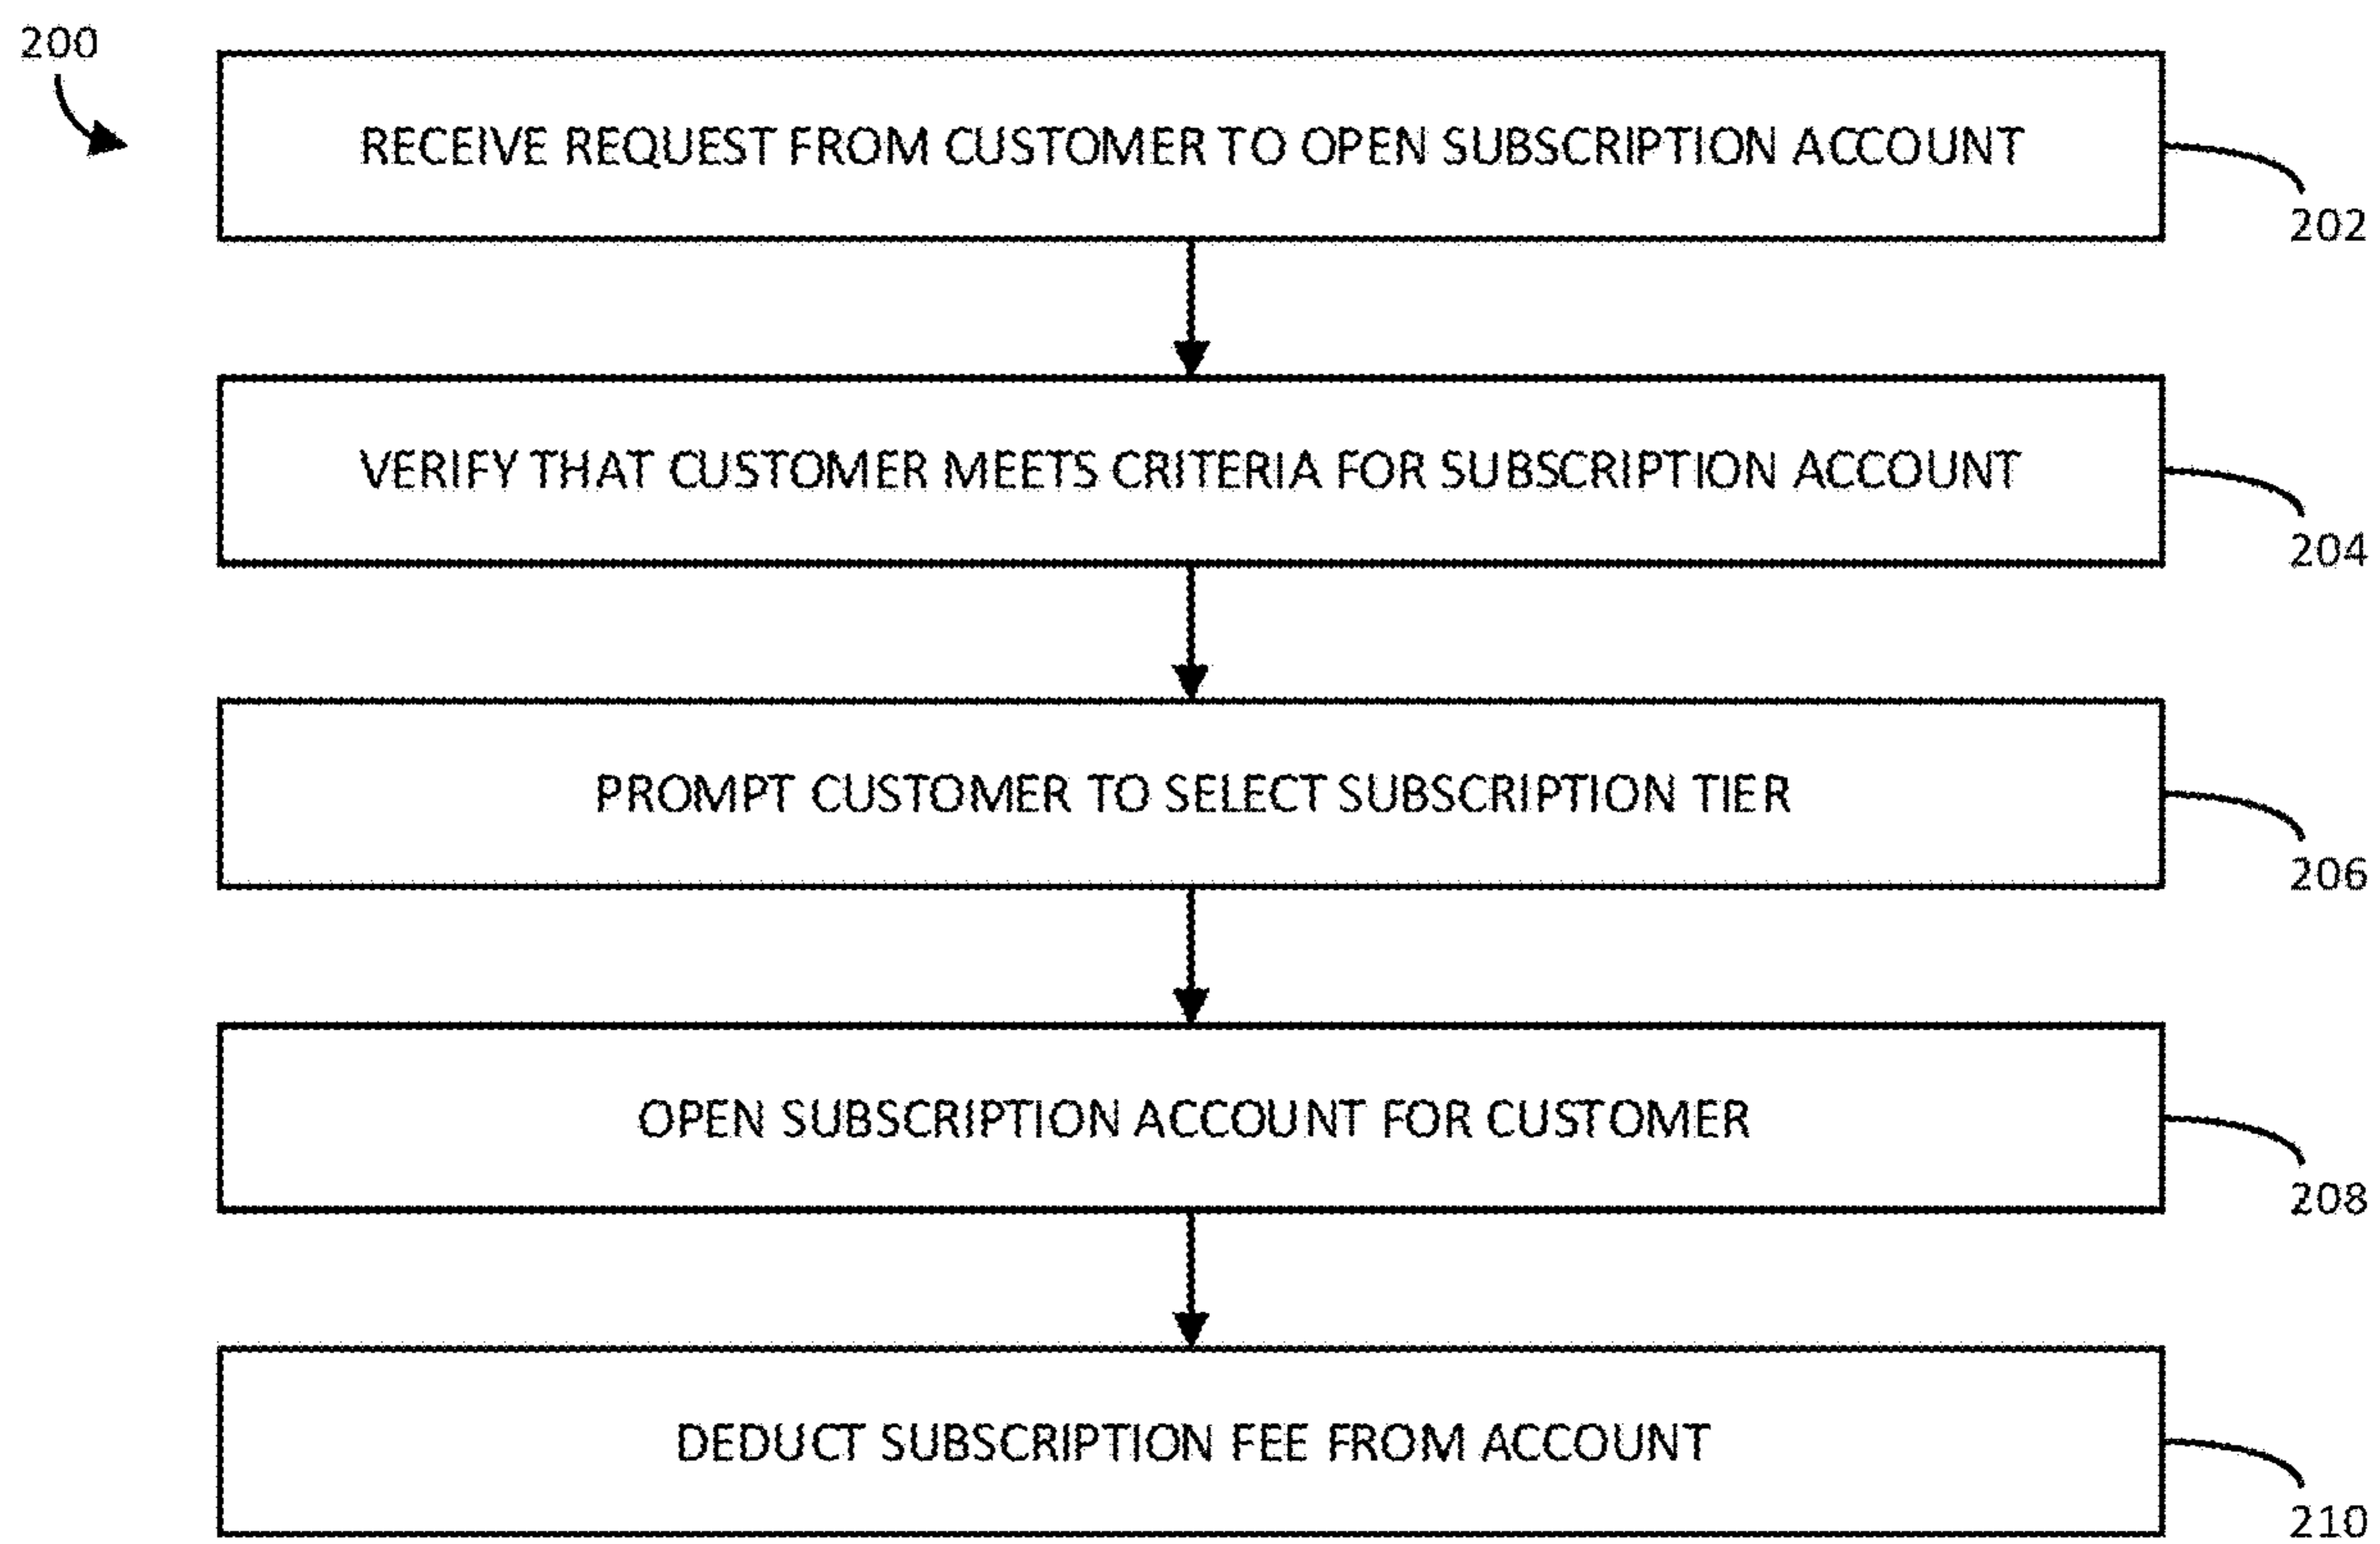 200
RECEIVE REQUEST FROM CUSTOMER TO OPEN SUBSCRIPTION ACCOUNT
202
VERIFY THAT CUSTOMER MEETS CRITERIA FOR SUBSCRIPTION ACCOUNT
204
PROMPT CUSTOMER TO SELECT SUBSCRIPTION TIER
206
OPEN SUBSCRIPTION ACCOUNT FOR CUSTOMER
208
DEDUCT SUBSCRIPTION FEE FROM ACCOUNT
210